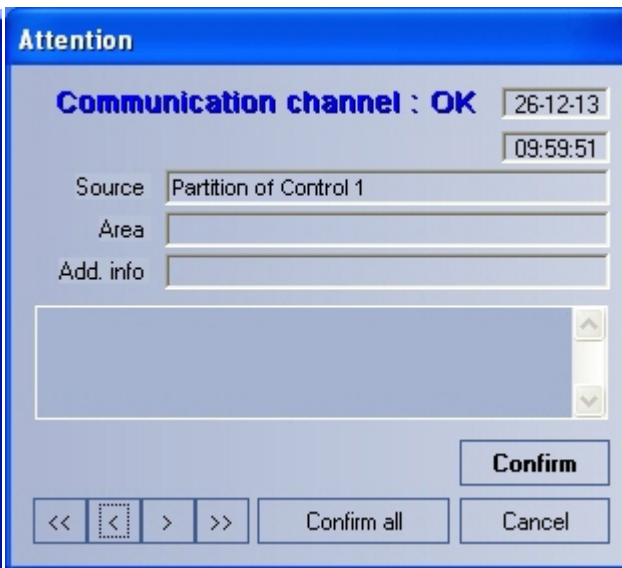 Attention
Communication channel : OK 26-12-13
09:59:51
Source Partition of Control 1
Area
Add. info
Confirm
<< < > >> Confirm all Cancel